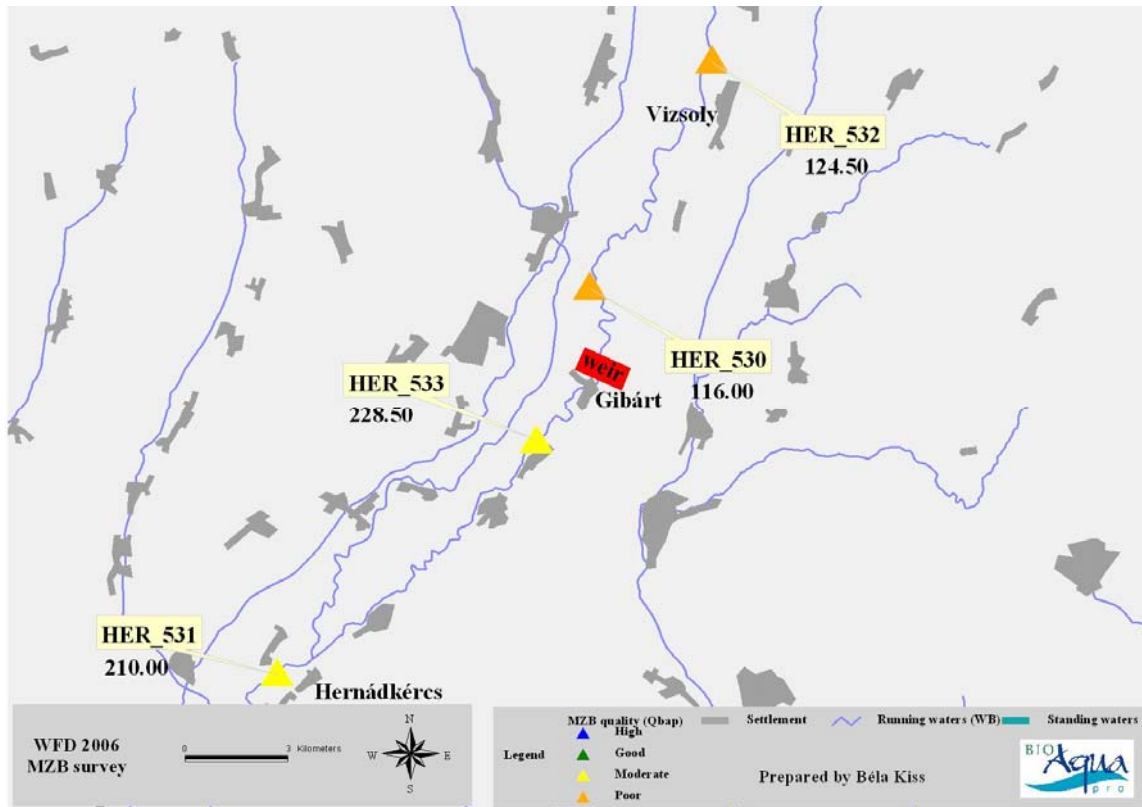 Vizsoly
HER_532
124.50
HER_530
116.00
weir
Gibárt
HER_533
228.50
HER_531
210.00
Hernádkércs
WFD 2006
MZB survey
0 3 Kilometers
N
W E
S
Legend
MZB quality (Qbap)
High
Good
Moderate
Poor
Settlement
Running waters (WB)
Standing waters
Prepared by Béla Kiss
BIO
Aqua
pro